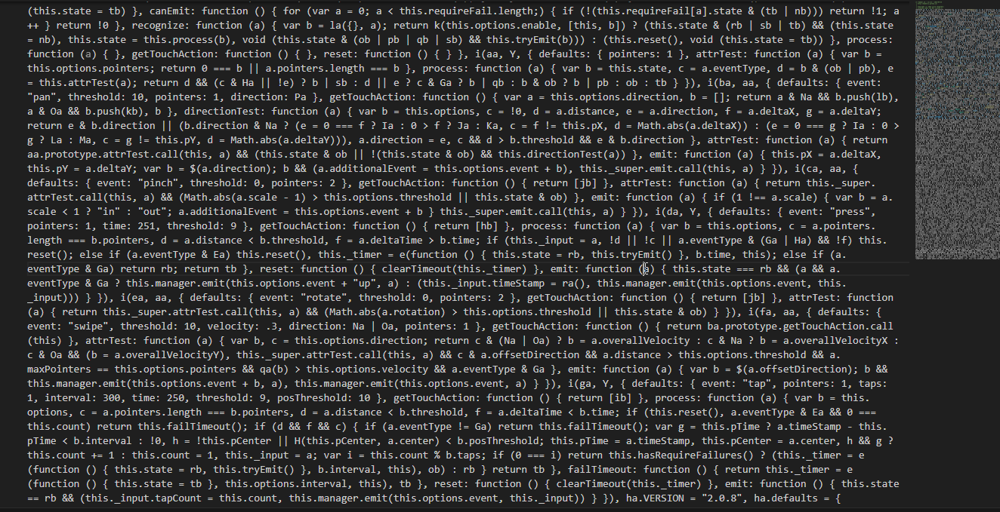 (this.state = tb) }, canEmit: function () { for (var a = 0; a < this.requireFail.length;) { if (!(this.requireFail[a].state & (tb | nb))) return !1; a
++ } return !0 }, recognize: function (a) { var b = la({}, a); return k(this.options.enable, [this, b]) ? (this.state & (rb | sb | tb) && (this.state
= nb), this.state = this.process(b), void (this.state & (ob | pb | qb | sb) && this.tryEmit(b))) : (this.reset(), void (this.state = tb)) }, process:
function (a) { }, getTouchAction: function () { }, reset: function () { } }, i(aa, Y, { defaults: { pointers: 1 }, attrTest: function (a) { var b =
this.options.pointers; return 0 === b || a.pointers.length === b }, process: function (a) { var b = this.state, c = a.eventType, d = b & (ob | pb), e
= this.attrTest(a); return d && (c & Ha || !e) ? b | sb : d || e ? c & Ga ? b | qb : b & ob ? b | pb : ob : tb } }), i(ba, aa, { defaults: { event:
"pan", threshold: 10, pointers: 1, direction: Pa }, getTouchAction: function () { var a = this.options.direction, b = []; return a & Na && b.push(lb),
a & Oa && b.push(kb), b }, directionTest: function (a) { var b = this.options, c = !0, d = a.distance, e = a.direction, f = a.deltaX, g = a.deltaY;
return e & b.direction || (b.direction & Na ? (e = 0 === f ? Ia : 0 > f ? Ja : Ka, c = f != this.pX, d = Math.abs(a.deltaX)) : (e = 0 === g ? Ia : 0 >
g ? La : Ma, c = g != this.pY, d = Math.abs(a.deltaY))), a.direction = e, c && d > b.threshold && e & b.direction }, attrTest: function (a) { return
aa.prototype.attrTest.call(this, a) && (this.state & ob || !(this.state & ob) && this.directionTest(a)) }, emit: function (a) { this.pX = a.deltaX,
this.pY = a.deltaY; var b = $(a.direction); b && (a.additionalEvent = this.options.event + b), this._super.emit.call(this, a) } }), i(ca, aa, {
defaults: { event: "pinch", threshold: 0, pointers: 2 }, getTouchAction: function () { return [jb] }, attrTest: function (a) { return this._super.
attrTest.call(this, a) && (Math.abs(a.scale - 1) > this.options.threshold || this.state & ob) }, emit: function (a) { if (1 !== a.scale) { var b = a.
scale < 1 ? "in" : "out"; a.additionalEvent = this.options.event + b } this._super.emit.call(this, a) } }), i(da, Y, { defaults: { event: "press",
pointers: 1, time: 251, threshold: 9 }, getTouchAction: function () { return [hb] }, process: function (a) { var b = this.options, c = a.pointers.
length === b.pointers, d = a.distance < b.threshold, f = a.deltaTime > b.time; if (this._input = a, !d || !c || a.eventType & (Ga | Ha) && !f) this.
reset(); else if (a.eventType & Ea) this.reset(), this._timer = e(function () { this.state = rb, this.tryEmit() }, b.time, this); else if (a.
eventType & Ga) return rb; return tb }, reset: function () { clearTimeout(this._timer) }, emit: function (a) { this.state === rb && (a && a.
eventType & Ga ? this.manager.emit(this.options.event + "up", a) : (this._input.timeStamp = ra(), this.manager.emit(this.options.event, this.
_input))) } }), i(ea, aa, { defaults: { event: "rotate", threshold: 0, pointers: 2 }, getTouchAction: function () { return [jb] }, attrTest: function
(a) { return this._super.attrTest.call(this, a) && (Math.abs(a.rotation) > this.options.threshold || this.state & ob) } }), i(fa, aa, { defaults: {
event: "swipe", threshold: 10, velocity: .3, direction: Na | Oa, pointers: 1 }, getTouchAction: function () { return ba.prototype.getTouchAction.call
(this) }, attrTest: function (a) { var b, c = this.options.direction; return c & (Na | Oa) ? b = a.overallVelocity : c & Na ? b = a.overallVelocityX :
c & Oa && (b = a.overallVelocityY), this._super.attrTest.call(this, a) && c & a.offsetDirection && a.distance > this.options.threshold && a.
maxPointers == this.options.pointers && qa(b) > this.options.velocity && a.eventType & Ga }, emit: function (a) { var b = $(a.offsetDirection); b &&
this.manager.emit(this.options.event + b, a), this.manager.emit(this.options.event, a) } }), i(ga, Y, { defaults: { event: "tap", pointers: 1, taps:
1, interval: 300, time: 250, threshold: 9, posThreshold: 10 }, getTouchAction: function () { return [ib] }, process: function (a) { var b = this.
options, c = a.pointers.length === b.pointers, d = a.distance < b.threshold, f = a.deltaTime < b.time; if (this.reset(), a.eventType & Ea && 0 ===
this.count) return this.failTimeout(); if (d && f && c) { if (a.eventType != Ga) return this.failTimeout(); var g = this.pTime ? a.timeStamp - this.
pTime < b.interval : !0, h = !this.pCenter || H(this.pCenter, a.center) < b.posThreshold; this.pTime = a.timeStamp, this.pCenter = a.center, h && g ?
this.count += 1 : this.count = 1, this._input = a; var i = this.count % b.taps; if (0 === i) return this.hasRequireFailures() ? (this._timer = e
(function () { this.state = rb, this.tryEmit() }, b.interval, this), ob) : rb } return tb }, failTimeout: function () { return this._timer = e
(function () { this.state = tb }, this.options.interval, this), tb }, reset: function () { clearTimeout(this._timer) }, emit: function () { this.state
== rb && (this._input.tapCount = this.count, this.manager.emit(this.options.event, this._input)) } }), ha.VERSION = "2.0.8", ha.defaults = {